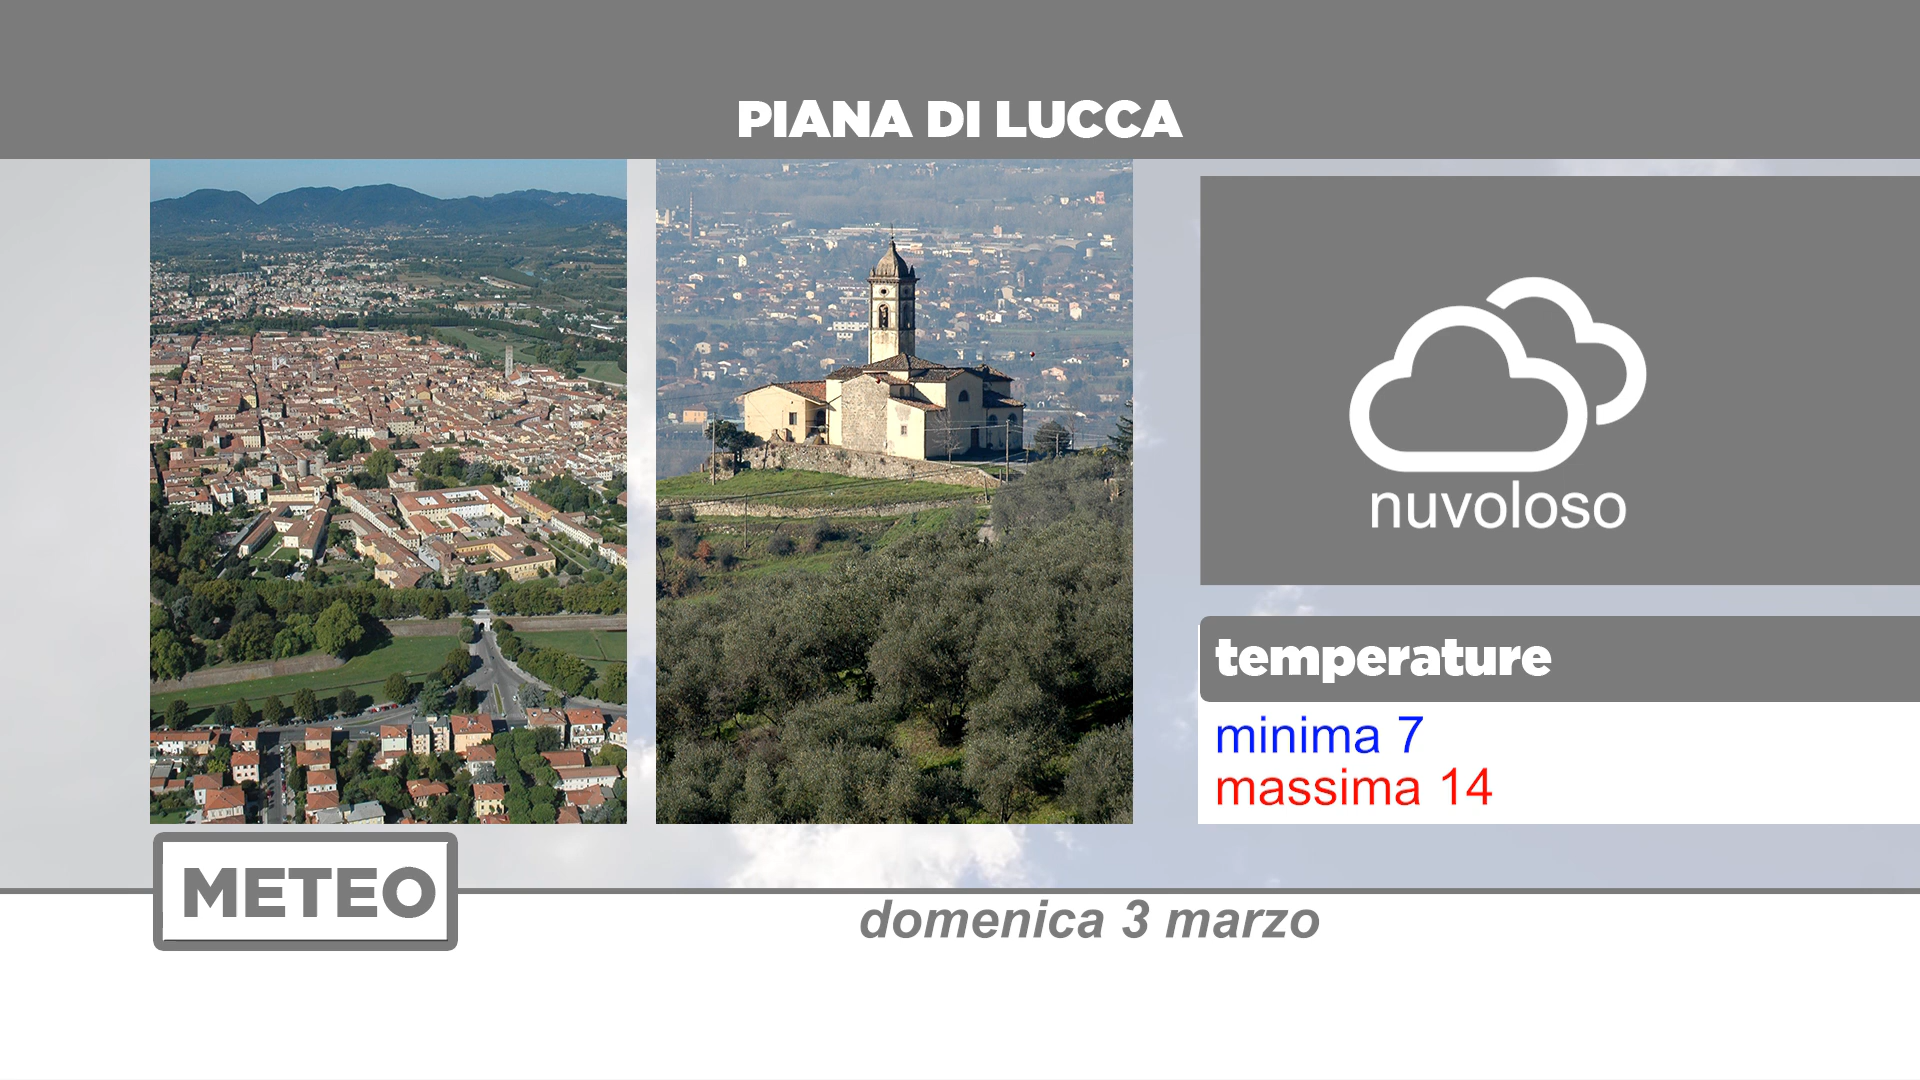 PIANA DI LUCCA
nuvoloso
temperature
minima 7
massima 14
METEO
domenica 3 marzo